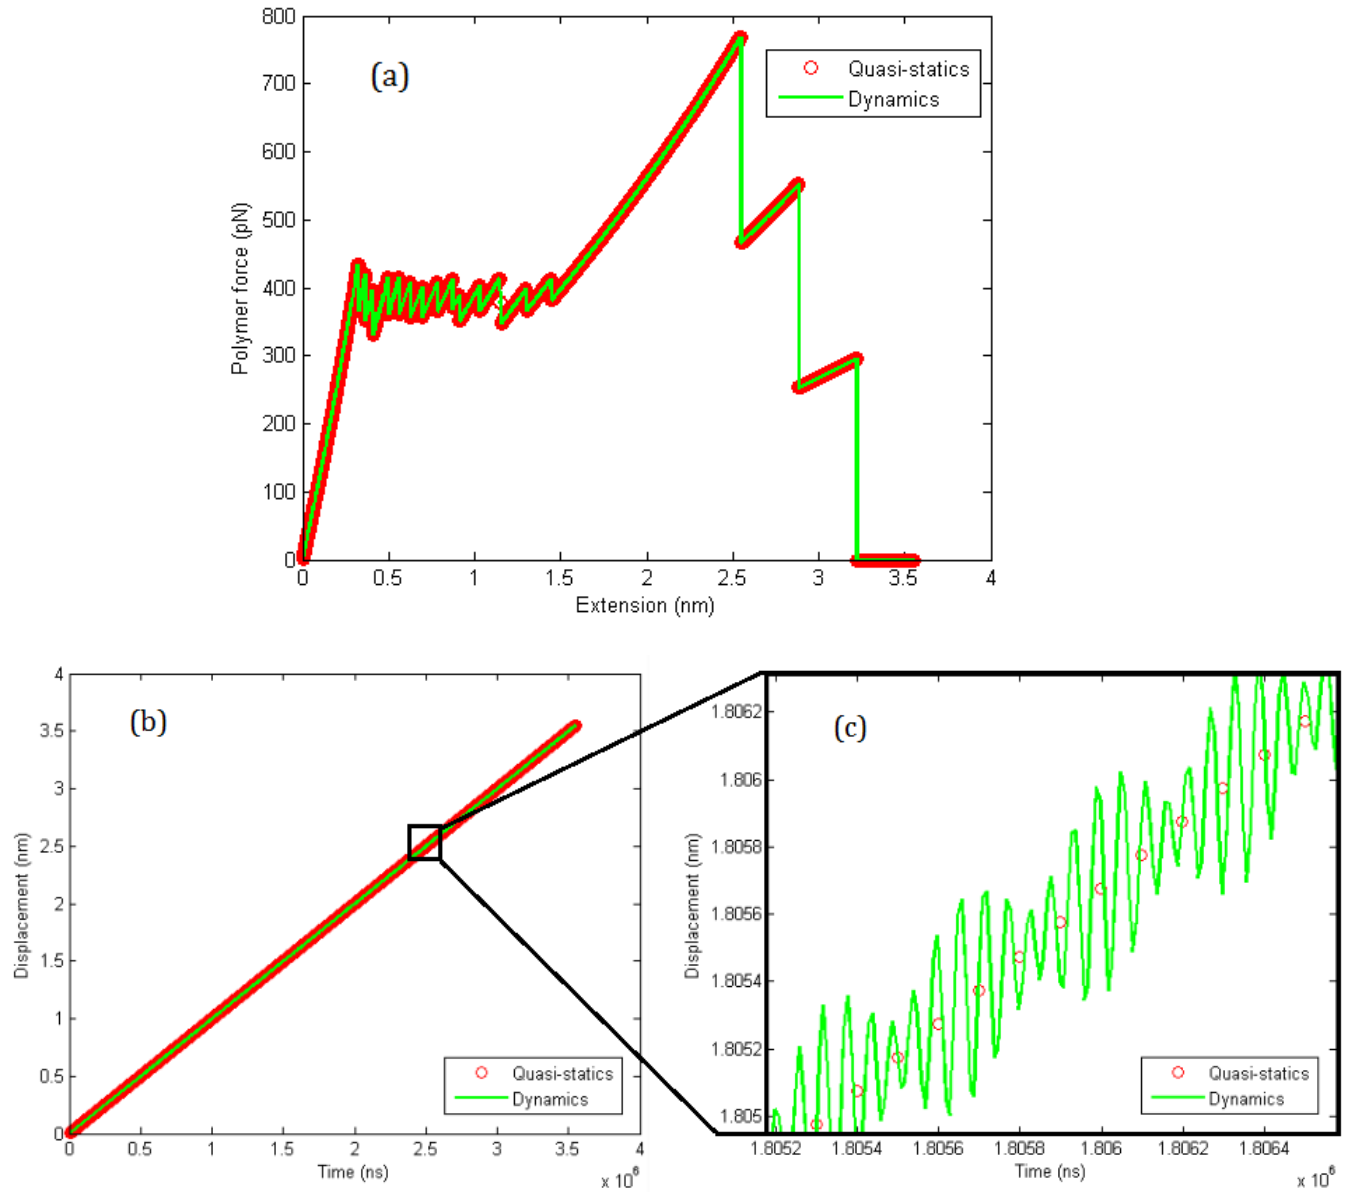 800
(a)
Quasi-statics
Dynamics
700
600
500
400
300
200
100
0
Polymer force (pN)
0 0.5 1 1.5 2 2.5 3 3.5 4
Extension (nm)
4
(b)
3.5
3
2.5
2
1.5
1
0.5
0
Displacement (nm)
Quasi-statics
Dynamics
0 0.5 1 1.5 2 2.5 3 3.5 4
Time (ns)
x 10⁶
(c)
1.8062
1.806
1.8058
1.8056
1.8054
1.8052
1.805
Displacement (nm)
Quasi-statics
Dynamics
1.8052 1.8054 1.8056 1.8058 1.806 1.8062 1.8064
Time (ns)
x 10⁶